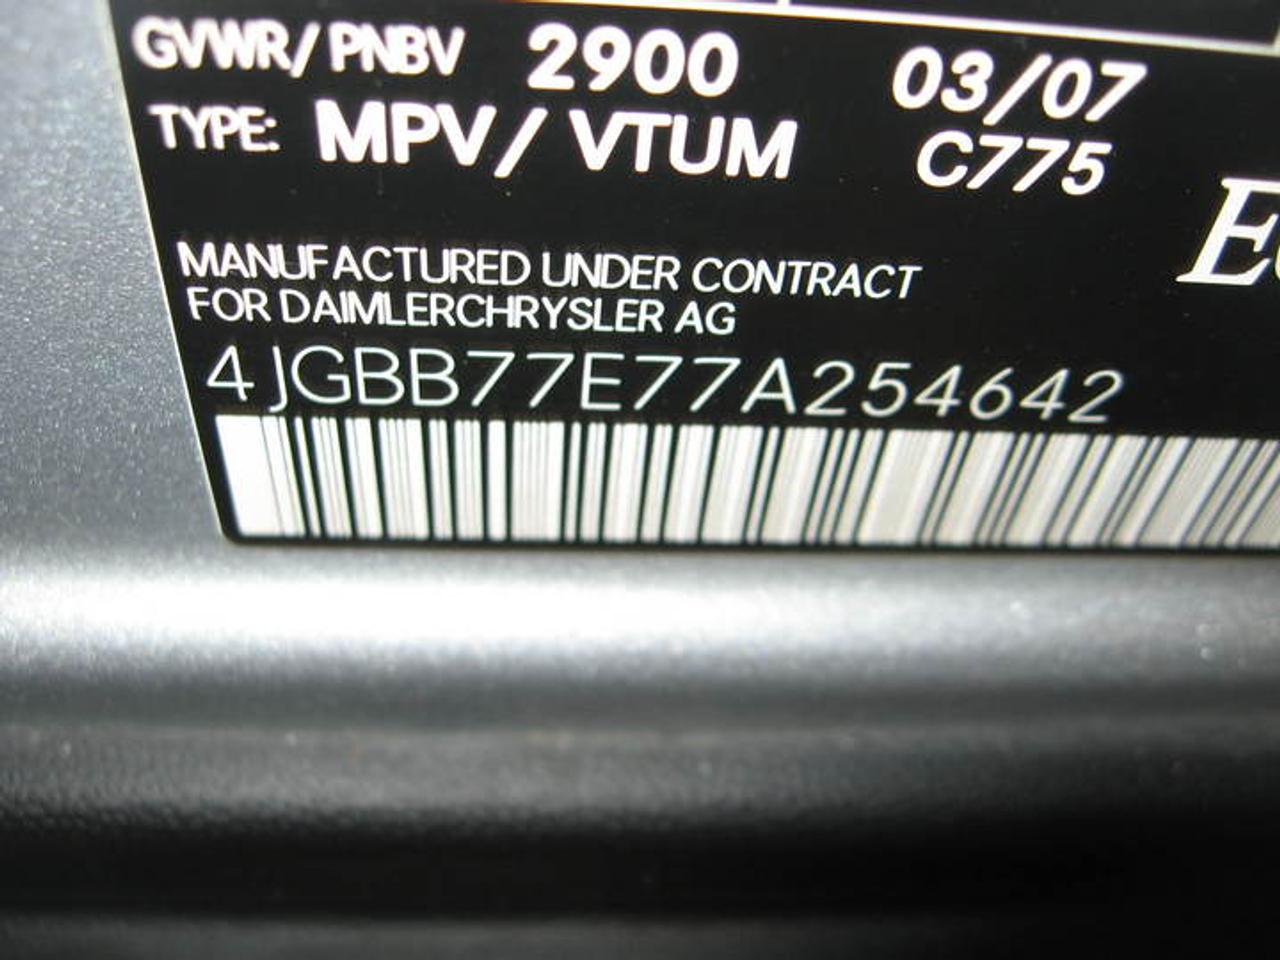 GVWR/PNBV 2900 03/07
TYPE: MPV/VTUM C775
MANUFACTURED UNDER CONTRACT
FOR DAIMLERCHRYSLER AG
4JGBB77E77A254642